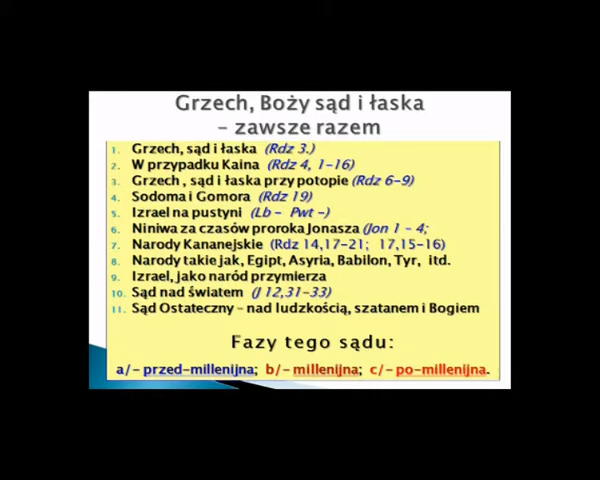 Grzech, Boży sąd i łaska
– zawsze razem
1. Grzech, sąd i łaska (Rdz 3.)
2. W przypadku Kaina (Rdz 4, 1–16)
3. Grzech , sąd i łaska przy potopie (Rdz 6–9)
4. Sodoma i Gomora (Rdz 19)
5. Izrael na pustyni (Lb – Pwt –)
6. Niniwa za czasów proroka Jonasza (Jon 1 – 4;
7. Narody Kananejskie (Rdz 14,17–21; 17,15–16)
8. Narody takie jak, Egipt, Asyria, Babilon, Tyr, itd.
9. Izrael, jako naród przymierza
10. Sąd nad światem (J 12,31–33)
11. Sąd Ostateczny – nad ludzkością, szatanem i Bogiem
Fazy tego sądu:
a/– przed–millenijna; b/– millenijna; c/– po–millenijna.